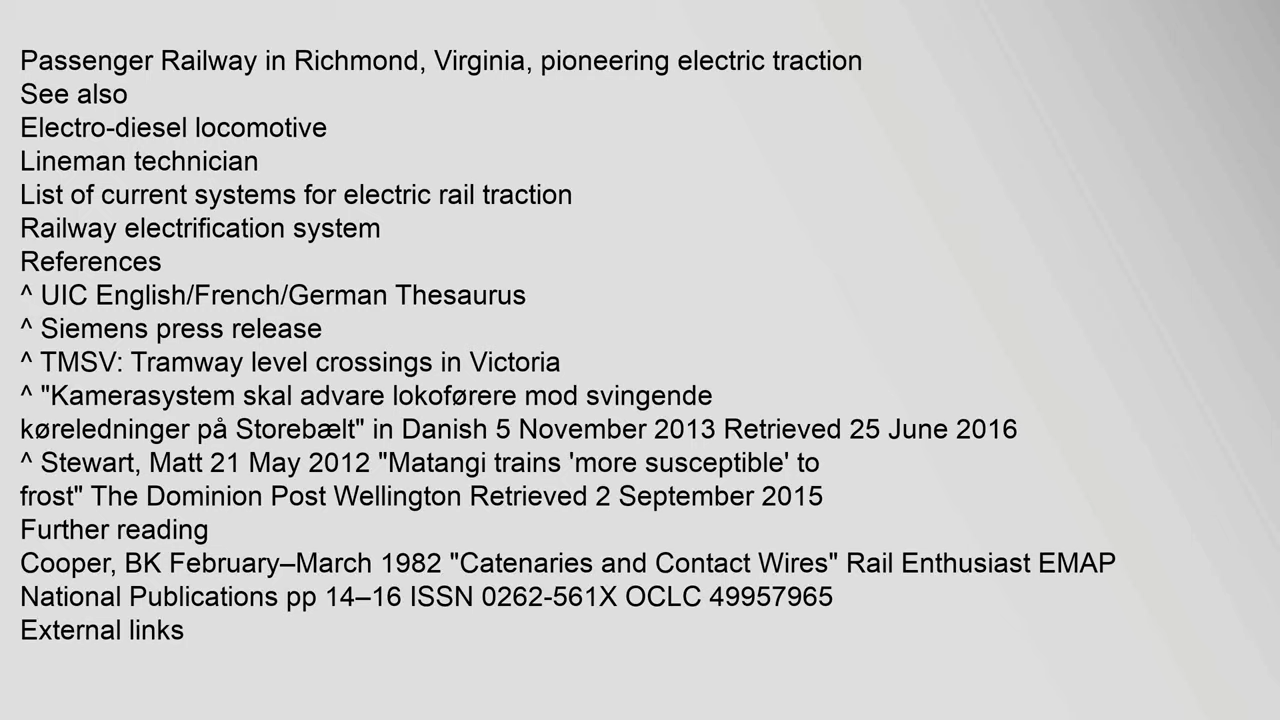 Passenger Railway in Richmond, Virginia, pioneering electric traction
See also
Electro-diesel locomotive
Lineman technician
List of current systems for electric rail traction
Railway electrification system
References
^ UIC English/French/German Thesaurus
^ Siemens press release
^ TMSV: Tramway level crossings in Victoria
^ "Kamerasystem skal advare lokoførere mod svingende
køreledninger på Storebælt" in Danish 5 November 2013 Retrieved 25 June 2016
^ Stewart, Matt 21 May 2012 "Matangi trains 'more susceptible' to
frost" The Dominion Post Wellington Retrieved 2 September 2015
Further reading
Cooper, BK February–March 1982 "Catenaries and Contact Wires" Rail Enthusiast EMAP
National Publications pp 14–16 ISSN 0262-561X OCLC 49957965
External links